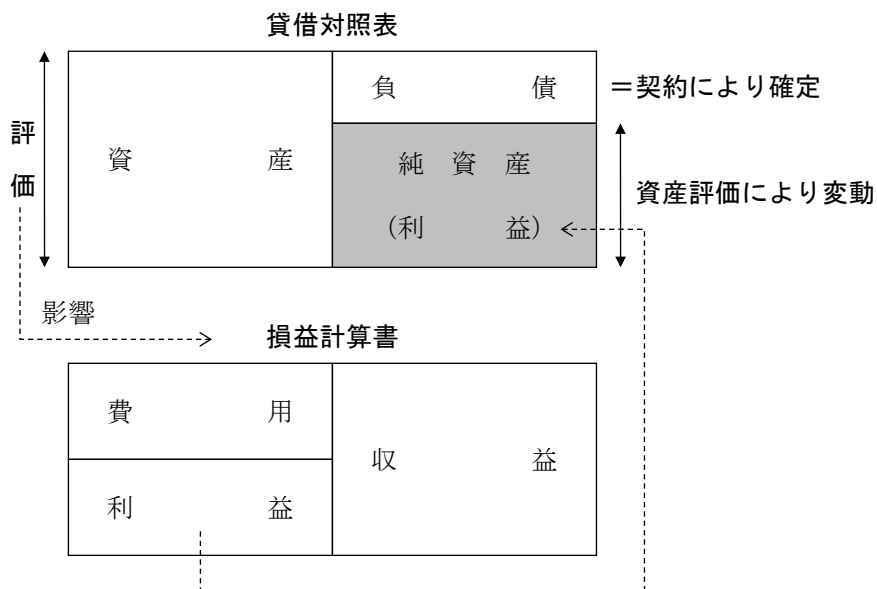 貸借対照表
負債
=契約により確定
評価
資産
純資産
(利益)
資産評価により変動
影響
損益計算書
費用
収益
利益